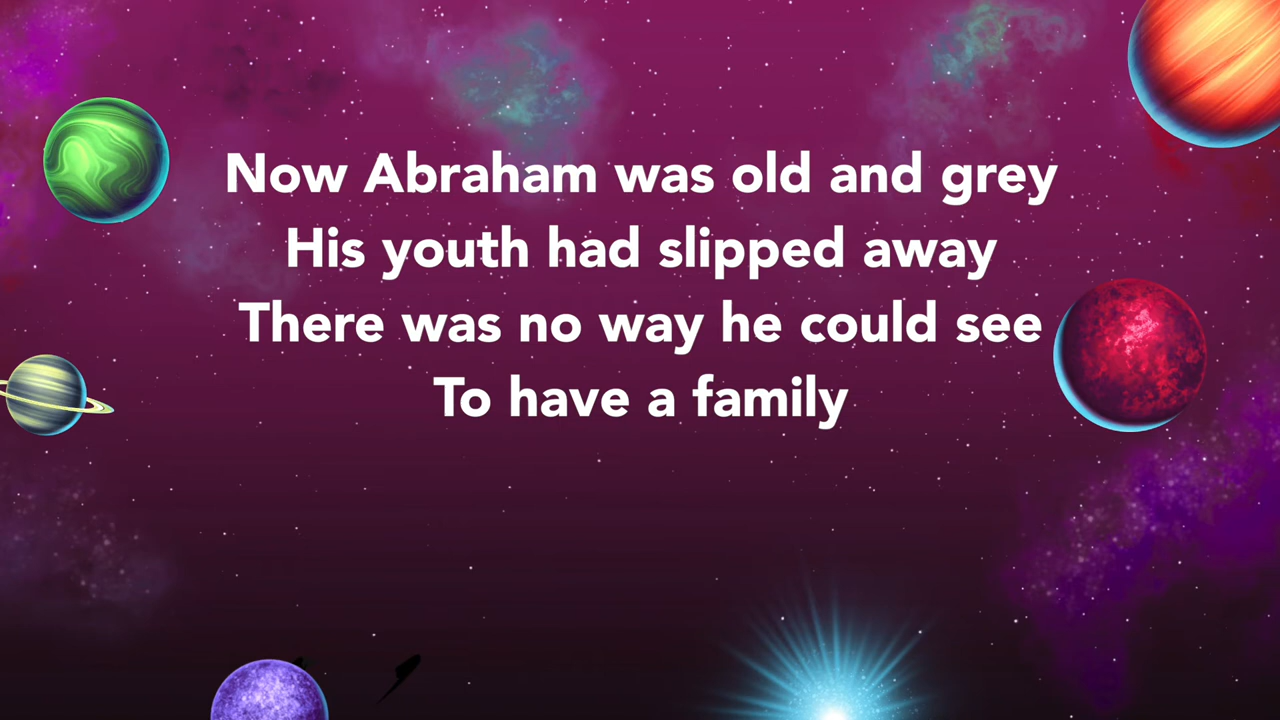 Now Abraham was old and grey
His youth had slipped away
There was no way he could see
To have a family